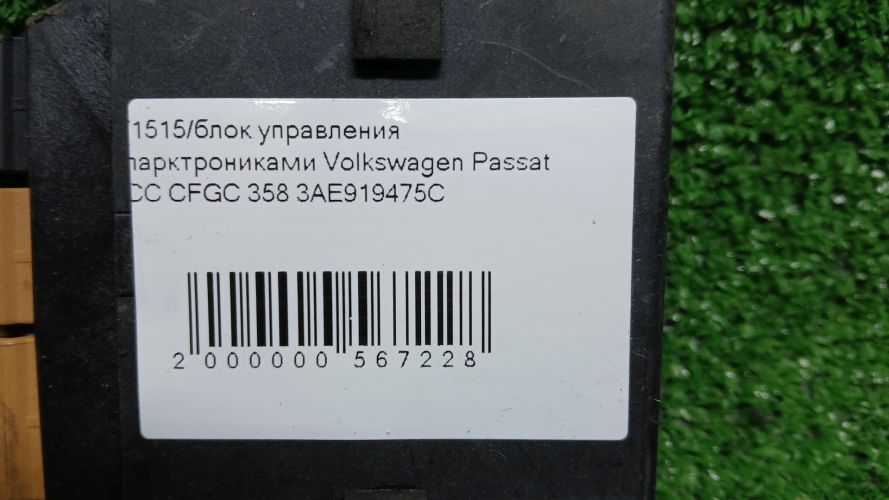 1515/блок управления
парктрониками Volkswagen Passat
CC CFGC 358 3AE919475C
2 000000 567228